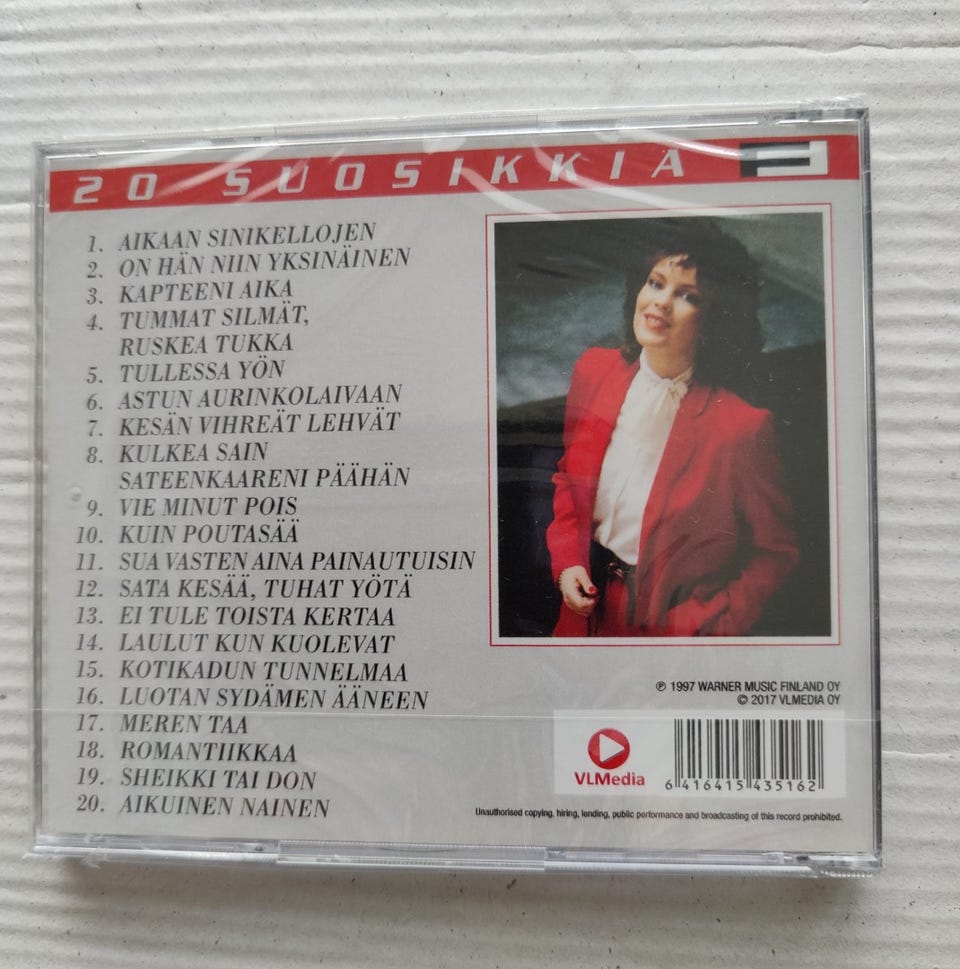 20 SUOSIKKIA
1. AIKAAN SINIKELLOJEN
2. ON HÄN NIIN YKSINÄINEN
3. KAPTEENI AIKA
4. TUMMAT SILMÄT,
RUSKEA TUKKA
5. TULLESSA YÖN
6. ASTUN AURINKOLAIVAAN
7. KESÄN VIHREÄT LEHVÄT
8. KULKEA SAIN
SATEENKAARENI PÄÄHÄN
9. VIE MINUT POIS
10. KUIN POUTASÄÄ
11. SUA VASTEN AINA PAINAUTUISIN
12. SATA KESÄÄ, TUHAT YÖTÄ
13. EI TULE TOISTA KERTAA
14. LAULUT KUN KUOLEVAT
15. KOTIKADUN TUNNELMAA
16. LUOTAN SYDÄMEN ÄÄNEEN
17. MEREN TAA
18. ROMANTIIKKAA
19. SHEIKKI TAI DON
20. AIKUINEN NAINEN
℗ 1997 WARNER MUSIC FINLAND OY
© 2017 VLMEDIA OY
VLMedia
6 416415 435162
Unauthorised copying, hiring, lending, public performance and broadcasting of this record prohibited.